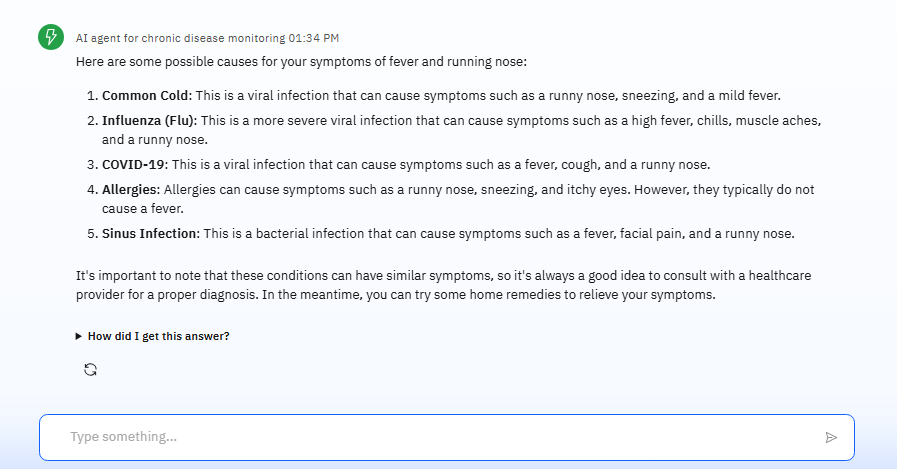 AI agent for chronic disease monitoring 01:34 PM
Here are some possible causes for your symptoms of fever and running nose:
1. Common Cold: This is a viral infection that can cause symptoms such as a runny nose, sneezing, and a mild fever.
2. Influenza (Flu): This is a more severe viral infection that can cause symptoms such as a high fever, chills, muscle aches,
and a runny nose.
3. COVID-19: This is a viral infection that can cause symptoms such as a fever, cough, and a runny nose.
4. Allergies: Allergies can cause symptoms such as a runny nose, sneezing, and itchy eyes. However, they typically do not
cause a fever.
5. Sinus Infection: This is a bacterial infection that can cause symptoms such as a fever, facial pain, and a runny nose.
It's important to note that these conditions can have similar symptoms, so it's always a good idea to consult with a healthcare
provider for a proper diagnosis. In the meantime, you can try some home remedies to relieve your symptoms.
How did I get this answer?
Type something...